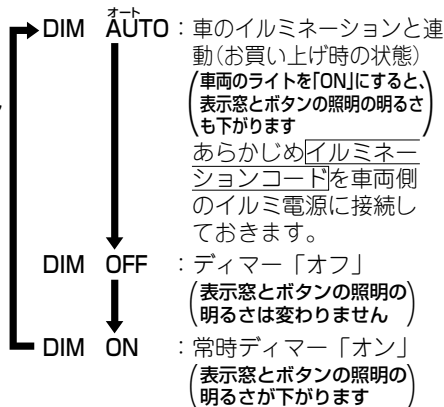 オート
DIM AUTO：車のイルミネーションと連
動(お買い上げ時の状態)
(車両のライトを「ON」にすると、
表示窓とボタンの照明の明るさ
も下がります)
あらかじめイルミネー
ションコードを車両側
のイルミ電源に接続し
ておきます。
DIM OFF ：ディマー「オフ」
(表示窓とボタンの照明の
明るさは変わりません)
DIM ON ：常時ディマー「オン」
(表示窓とボタンの照明の
明るさが下がります)